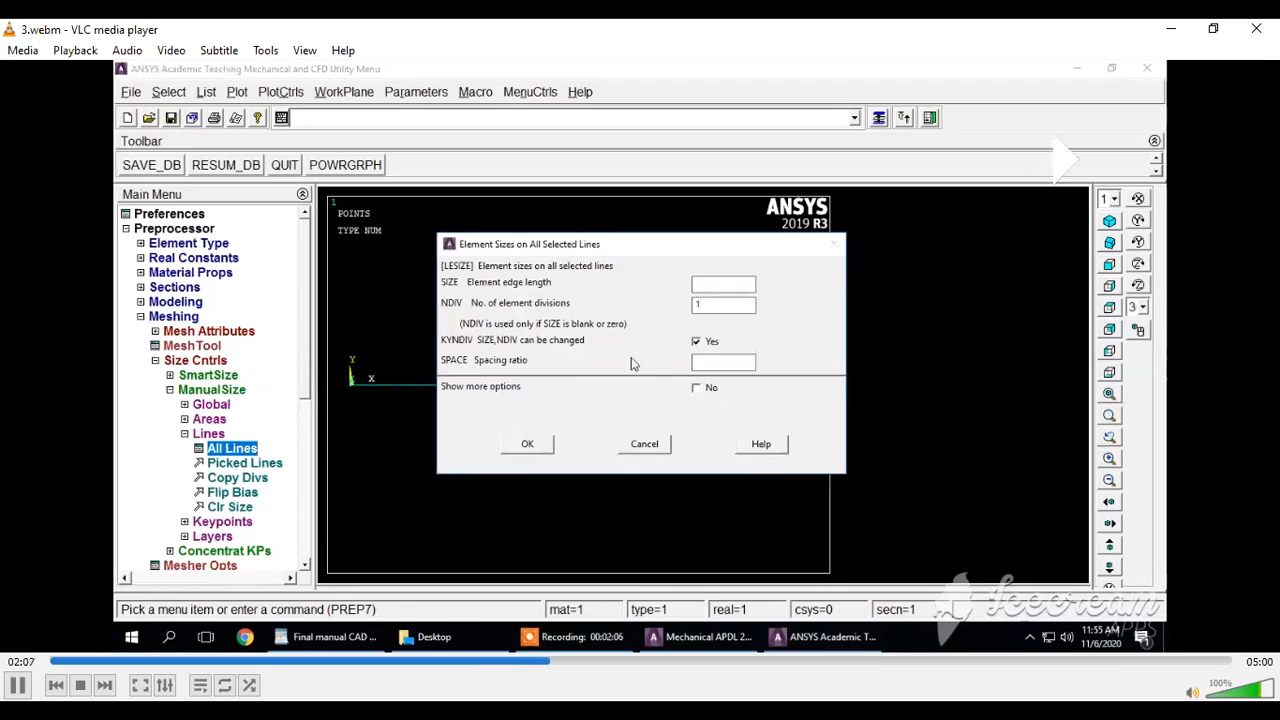 3.webm - VLC media player
Media Playback Audio Video Subtitle Tools View Help
ANSYS Academic Teaching Mechanical and CFD Utility Menu
File Select List Plot PlotCtrls WorkPlane Parameters Macro MenuCtrls Help
Toolbar
SAVE_DB RESUM_DB QUIT POWRGRPH
Main Menu
Preferences
Preprocessor
Element Type
Real Constants
Material Props
Sections
Modeling
Meshing
Mesh Attributes
MeshTool
Size Cntrls
SmartSize
ManualSize
Global
Areas
Lines
All Lines
Picked Lines
Copy Divs
Flip Bias
Clr Size
Keypoints
Layers
Concentrat KPs
Mesher Opts
1
POINTS
TYPE NUM
ANSYS
2019 R3
Y
X
Element Sizes on All Selected Lines
[LESIZE] Element sizes on all selected lines
SIZE Element edge length
NDIV No. of element divisions 1
(NDIV is used only if SIZE is blank or zero)
KYNDIV SIZE,NDIV can be changed Yes
SPACE Spacing ratio
Show more options No
OK Cancel Help
1
3
Pick a menu item or enter a command (PREP7) mat=1 type=1 real=1 csys=0 secn=1
Icecream
APPS
Final manual CAD ... Desktop Recording: 00:02:06 Mechanical APDL 2... ANSYS Academic T...
11:55 AM
11/6/2020
1
02:07 05:00
100%